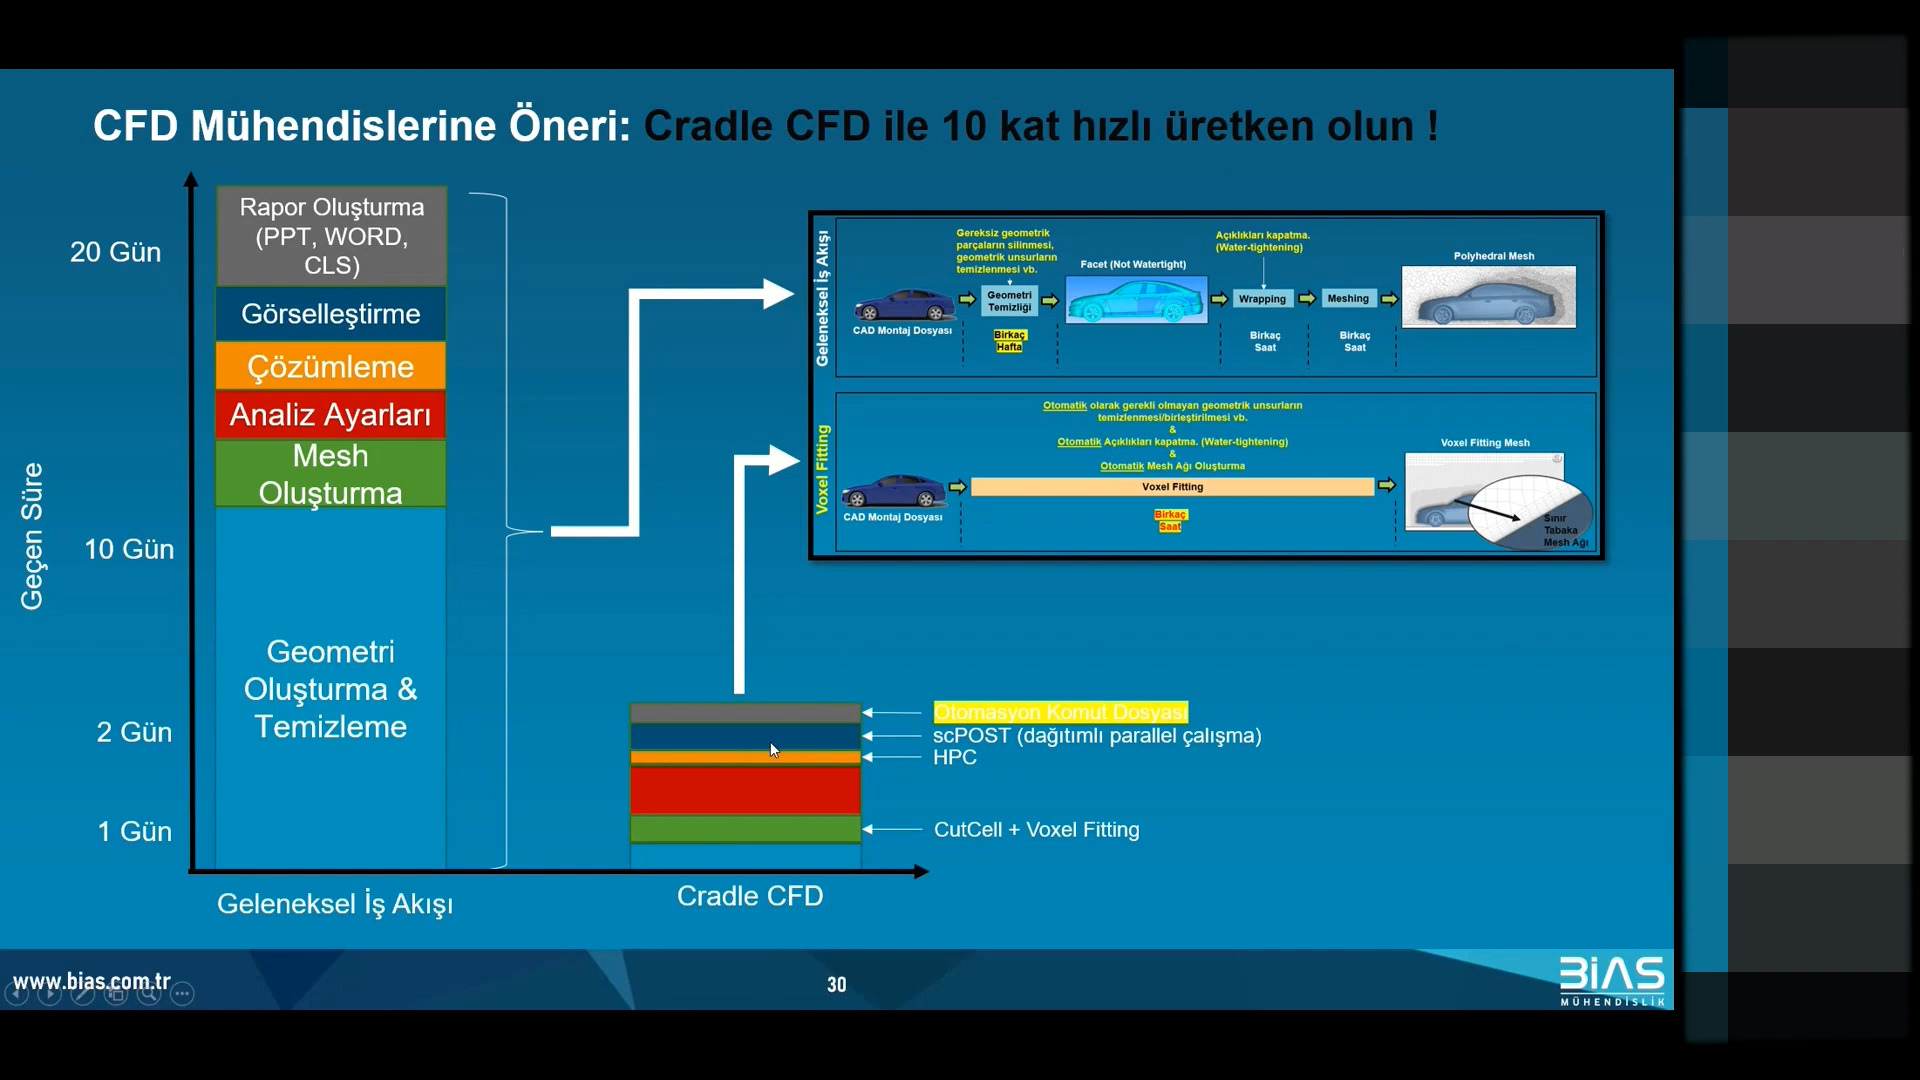 CFD Mühendislerine Öneri: Cradle CFD ile 10 kat hızlı üretken olun !
Geçen Süre
20 Gün
10 Gün
2 Gün
1 Gün
Rapor Oluşturma
(PPT, WORD,
CLS)
Görselleştirme
Çözümleme
Analiz Ayarları
Mesh
Oluşturma
Geometri
Oluşturma &
Temizleme
Geleneksel İş Akışı
Cradle CFD
Otomasyon Komut Dosyası
scPOST (dağıtımlı parallel çalışma)
HPC
CutCell + Voxel Fitting
Geleneksel İş Akışı
Gereksiz geometrik
parçaların silinmesi,
geometrik unsurların
temizlenmesi vb.
CAD Montaj Dosyası
Geometri
Temizliği
Birkaç
Hafta
Facet (Not Watertight)
Açıklıkları kapatma.
(Water-tightening)
Wrapping
Birkaç
Saat
Meshing
Birkaç
Saat
Polyhedral Mesh
Voxel Fitting
Otomatik olarak gerekli olmayan geometrik unsurların
temizlenmesi/birleştirilmesi vb.
&
Otomatik Açıklıkları kapatma. (Water-tightening)
&
Otomatik Mesh Ağı Oluşturma
CAD Montaj Dosyası
Voxel Fitting
Birkaç
Saat
Voxel Fitting Mesh
Sınır
Tabaka
Mesh Ağı
www.bias.com.tr
30
BİAS
MÜHENDİSLİK